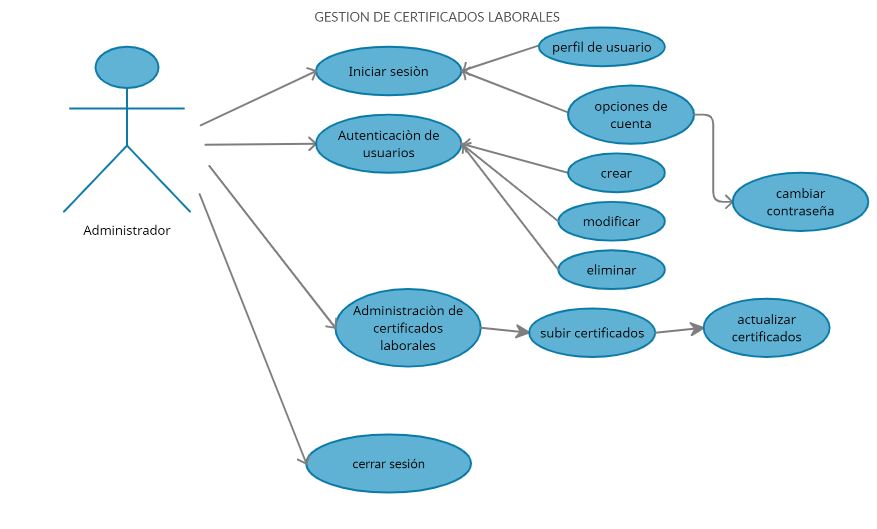 GESTION DE CERTIFICADOS LABORALES
perfil de usuario
Iniciar sesiòn
opciones de
cuenta
Autenticaciòn de
usuarios
crear
cambiar
contraseña
modificar
Administrador
eliminar
Administraciòn de
certificados
laborales
subir certificados
actualizar
certificados
cerrar sesión